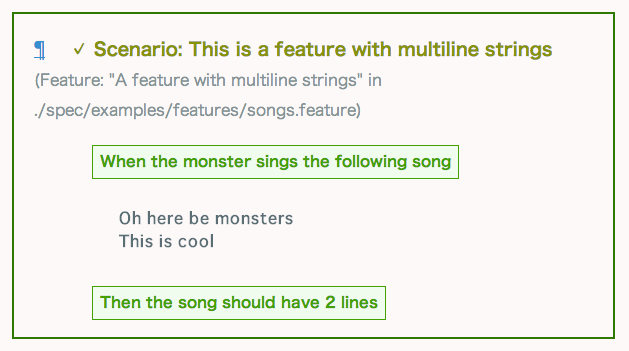 ¶ ✓ Scenario: This is a feature with multiline strings
(Feature: "A feature with multiline strings" in
./spec/examples/features/songs.feature)
When the monster sings the following song
Oh here be monsters
This is cool
Then the song should have 2 lines